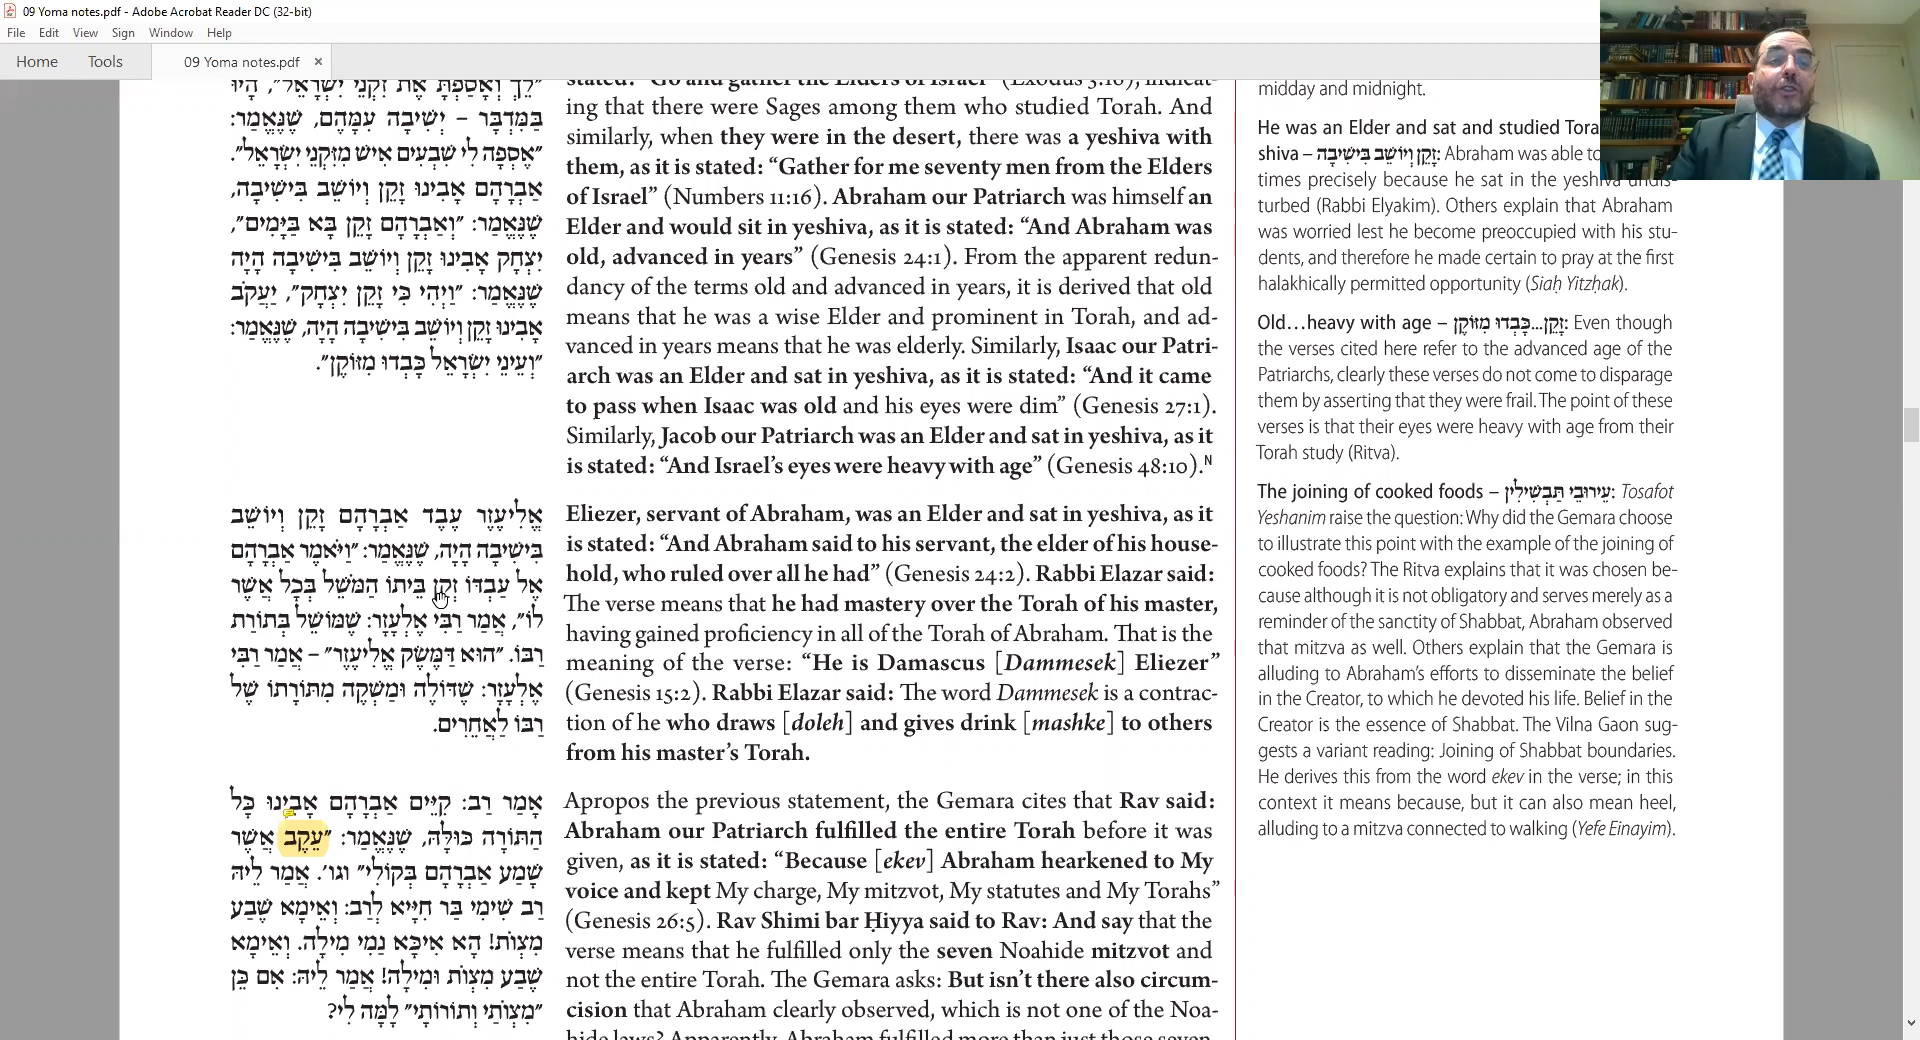 09 Yoma notes.pdf - Adobe Acrobat Reader DC (32-bit)
File Edit View Sign Window Help
Home Tools 09 Yoma notes.pdf ×
״לֵךְ וְאָסַפְתָּ אֶת זִקְנֵי יִשְׂרָאֵל״, הָיוּ
בַּמִּדְבָּר – יְשִׁיבָה עִמָּהֶם, שֶׁנֶּאֱמַר:
״אֶסְפָה לִּי שִׁבְעִים אִישׁ מִזִּקְנֵי יִשְׂרָאֵל״.
אַבְרָהָם אָבִינוּ זָקֵן וְיוֹשֵׁב בִּישִׁיבָה,
שֶׁנֶּאֱמַר: ״וְאַבְרָהָם זָקֵן בָּא בַּיָּמִים״,
יִצְחָק אָבִינוּ זָקֵן וְיוֹשֵׁב בִּישִׁיבָה הָיָה
שֶׁנֶּאֱמַר: ״וַיְהִי כִּי זָקֵן יִצְחָק״, יַעֲקֹב
אָבִינוּ זָקֵן וְיוֹשֵׁב בִּישִׁיבָה הָיָה, שֶׁנֶּאֱמַר:
״וְעֵינֵי יִשְׂרָאֵל כָּבְדוּ מִזּוֹקֶן״.
אֱלִיעֶזֶר עֶבֶד אַבְרָהָם זָקֵן וְיוֹשֵׁב
בִּישִׁיבָה הָיָה, שֶׁנֶּאֱמַר: ״וַיֹּאמֶר אַבְרָהָם
אֶל עַבְדּוֹ זְקַן בֵּיתוֹ הַמֹּשֵׁל בְּכָל אֲשֶׁר
לוֹ״, אָמַר רַבִּי אֶלְעָזָר: שֶׁמּוֹשֵׁל בְּתוֹרַת
רַבּוֹ. ״הוּא דַּמֶּשֶׂק אֱלִיעֶזֶר״ – אָמַר רַבִּי
אֶלְעָזָר: שֶׁדּוֹלֶה וּמַשְׁקֶה מִתּוֹרָתוֹ שֶׁל
רַבּוֹ לַאֲחֵרִים.
אָמַר רַב: קִיֵּים אַבְרָהָם אָבִינוּ כָּל
הַתּוֹרָה כּוּלָּהּ, שֶׁנֶּאֱמַר: ״עֵקֶב אֲשֶׁר
שָׁמַע אַבְרָהָם בְּקוֹלִי״ וגו׳. אֲמַר לֵיהּ
רַב שִׁימִי בַּר חִיָּיא לְרַב: וְאֵימָא שֶׁבַע
מִצְוֹת! הָא אִיכָּא נַמִי מִילָה. וְאֵימָא
שֶׁבַע מִצְוֹת וּמִילָה! אֲמַר לֵיהּ: אִם כֵּן
״מִצְוֹתַי וְתוֹרוֹתָי״ לָמָּה לִי?
stated: “Go and gather the Elders of Israel” (Exodus 3:16), indicat-
ing that there were Sages among them who studied Torah. And
similarly, when they were in the desert, there was a yeshiva with
them, as it is stated: “Gather for me seventy men from the Elders
of Israel” (Numbers 11:16). Abraham our Patriarch was himself an
Elder and would sit in yeshiva, as it is stated: “And Abraham was
old, advanced in years” (Genesis 24:1). From the apparent redun-
dancy of the terms old and advanced in years, it is derived that old
means that he was a wise Elder and prominent in Torah, and ad-
vanced in years means that he was elderly. Similarly, Isaac our Patri-
arch was an Elder and sat in yeshiva, as it is stated: “And it came
to pass when Isaac was old and his eyes were dim” (Genesis 27:1).
Similarly, Jacob our Patriarch was an Elder and sat in yeshiva, as it
is stated: “And Israel’s eyes were heavy with age” (Genesis 48:10).N
Eliezer, servant of Abraham, was an Elder and sat in yeshiva, as it
is stated: “And Abraham said to his servant, the elder of his house-
hold, who ruled over all he had” (Genesis 24:2). Rabbi Elazar said:
The verse means that he had mastery over the Torah of his master,
having gained proficiency in all of the Torah of Abraham. That is the
meaning of the verse: “He is Damascus [Dammesek] Eliezer”
(Genesis 15:2). Rabbi Elazar said: The word Dammesek is a contrac-
tion of he who draws [doleh] and gives drink [mashke] to others
from his master’s Torah.
Apropos the previous statement, the Gemara cites that Rav said:
Abraham our Patriarch fulfilled the entire Torah before it was
given, as it is stated: “Because [ekev] Abraham hearkened to My
voice and kept My charge, My mitzvot, My statutes and My Torahs”
(Genesis 26:5). Rav Shimi bar Ḥiyya said to Rav: And say that the
verse means that he fulfilled only the seven Noahide mitzvot and
not the entire Torah. The Gemara asks: But isn’t there also circum-
cision that Abraham clearly observed, which is not one of the Noa-
hide laws? Apparently, Abraham fulfilled more than just those seven.
midday and midnight.
He was an Elder and sat and studied Tora
shiva – זָקֵן וְיוֹשֵׁב בִּישִׁיבָה: Abraham was able to
times precisely because he sat in the yeshiva undis-
turbed (Rabbi Elyakim). Others explain that Abraham
was worried lest he become preoccupied with his stu-
dents, and therefore he made certain to pray at the first
halakhically permitted opportunity (Siaḥ Yitzḥak).
Old…heavy with age – זָקֵן…כָּבְדוּ מִזּוֹקֶן: Even though
the verses cited here refer to the advanced age of the
Patriarchs, clearly these verses do not come to disparage
them by asserting that they were frail. The point of these
verses is that their eyes were heavy with age from their
Torah study (Ritva).
The joining of cooked foods – עֵירוּבֵי תַּבְשִׁילִין: Tosafot
Yeshanim raise the question: Why did the Gemara choose
to illustrate this point with the example of the joining of
cooked foods? The Ritva explains that it was chosen be-
cause although it is not obligatory and serves merely as a
reminder of the sanctity of Shabbat, Abraham observed
that mitzva as well. Others explain that the Gemara is
alluding to Abraham’s efforts to disseminate the belief
in the Creator, to which he devoted his life. Belief in the
Creator is the essence of Shabbat. The Vilna Gaon sug-
gests a variant reading: Joining of Shabbat boundaries.
He derives this from the word ekev in the verse; in this
context it means because, but it can also mean heel,
alluding to a mitzva connected to walking (Yefe Einayim).